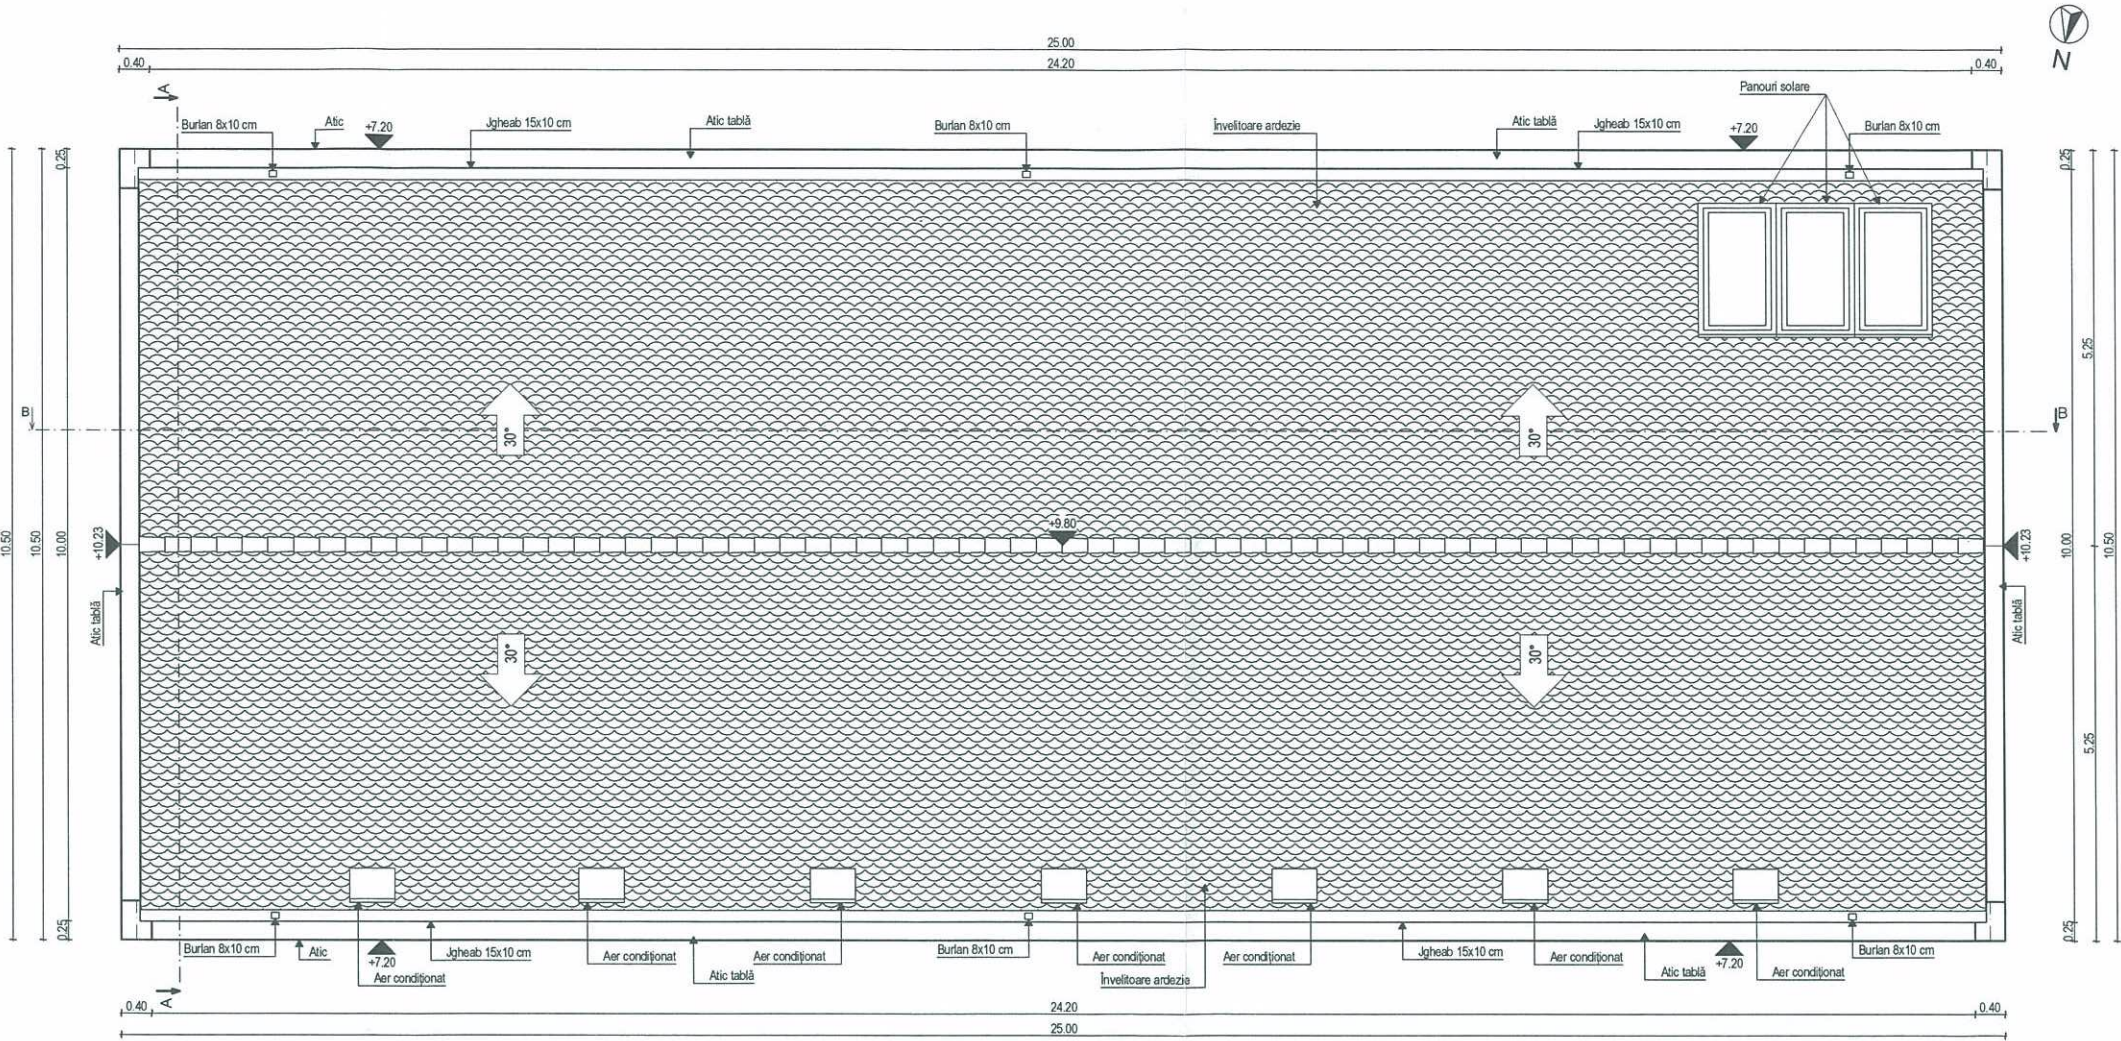 25.00
0.40 24.20 0.40
N
Panouri solare
A
Burlan 8x10 cm Atic +7.20 Jgheab 15x10 cm Atic tablă Burlan 8x10 cm Învelitoare ardezie Atic tablă Jgheab 15x10 cm +7.20 Burlan 8x10 cm
0.25 0.25
5.25
B B
30° 30°
+9.80
10.50 10.50 10.00 +10.23 +10.23 10.00 10.50
Atic tablă Atic tablă
30° 30°
5.25
0.25 0.25
Burlan 8x10 cm Atic +7.20 Jgheab 15x10 cm Aer condiționat Aer condiționat Burlan 8x10 cm Aer condiționat Aer condiționat Jgheab 15x10 cm Aer condiționat +7.20 Burlan 8x10 cm
Aer condiționat Atic tablă Învelitoare ardezie Atic tablă Aer condiționat
A
0.40 24.20 0.40
25.00